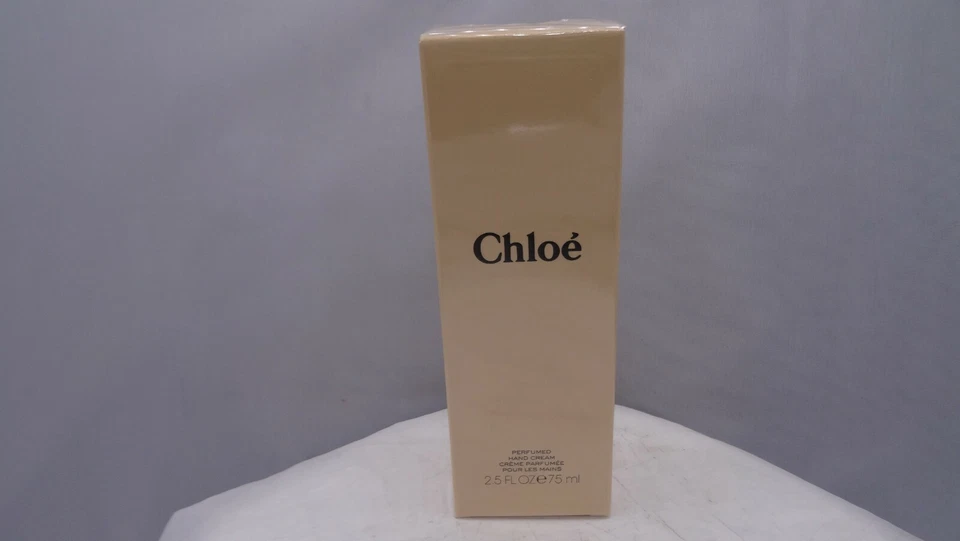 Chloé
PERFUMED
HAND CREAM
CRÈME PARFUMÉE
POUR LES MAINS
2.5 FL OZ℮75 ml